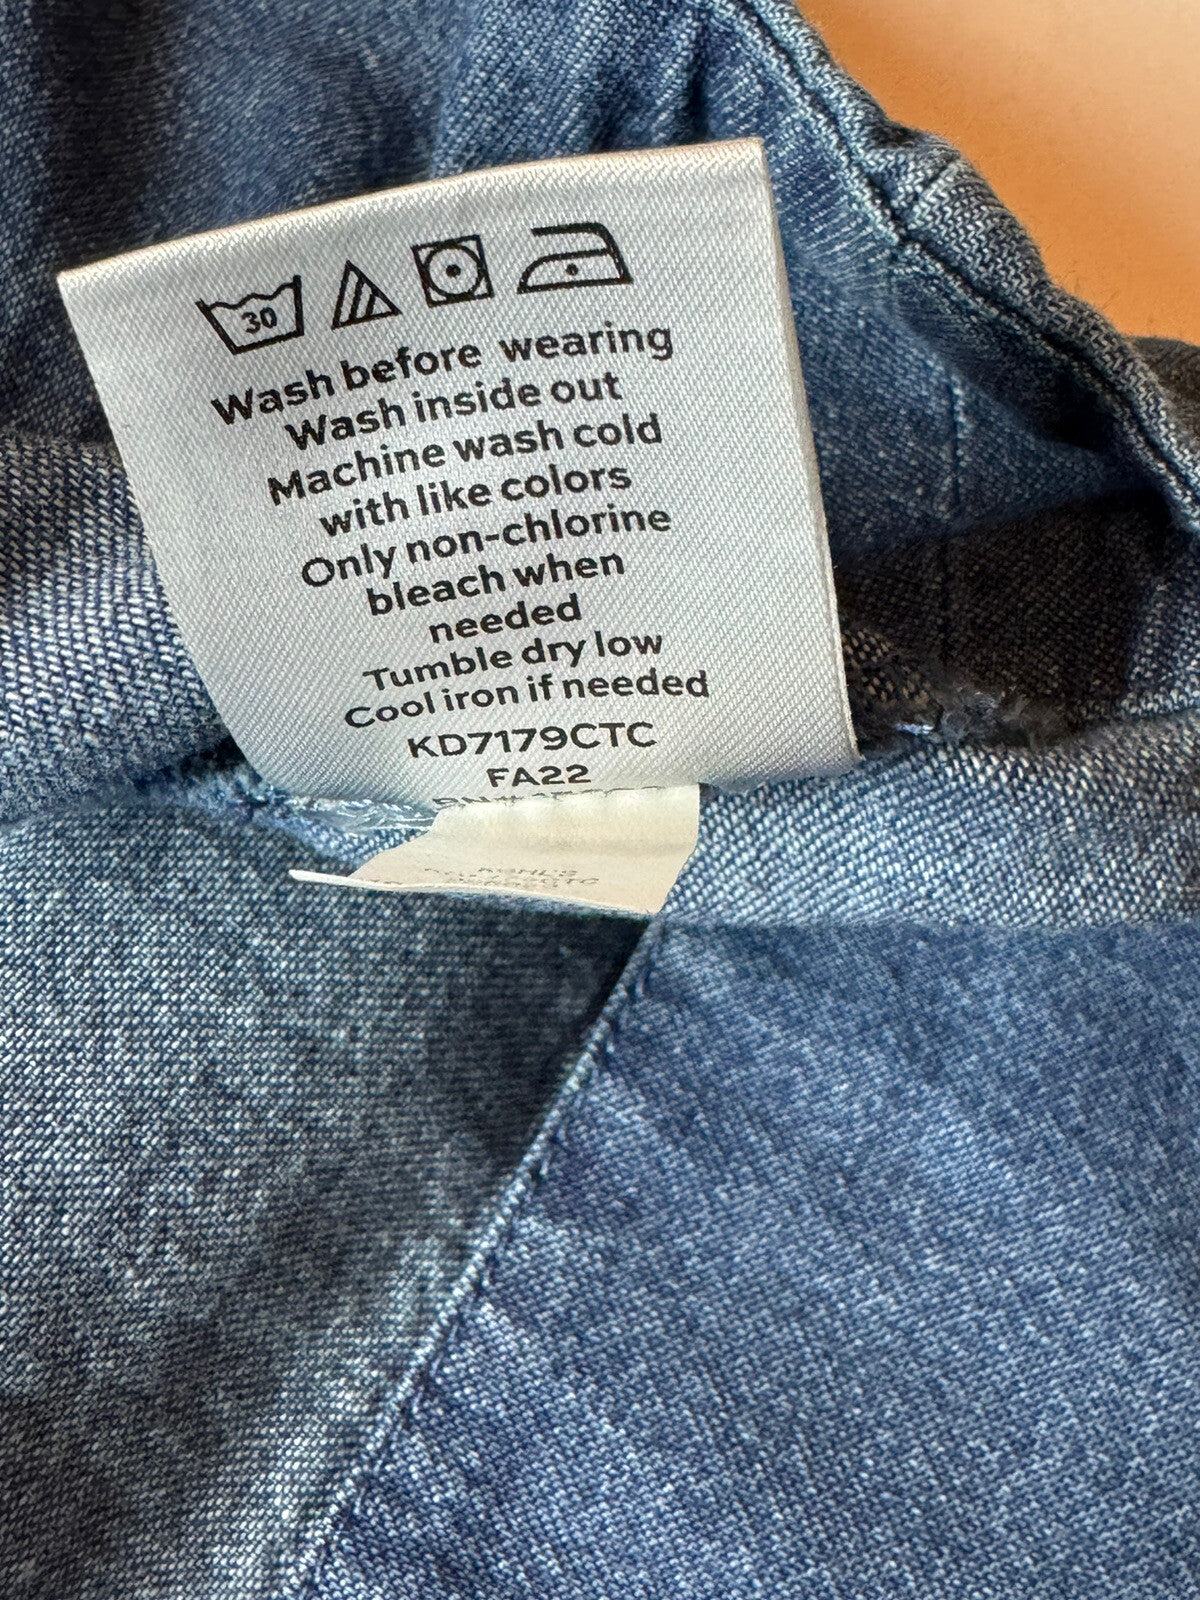 30
Wash before wearing
Wash inside out
Machine wash cold
with like colors
Only non-chlorine
bleach when
needed
Tumble dry low
Cool iron if needed
KD7179CTC
FA22
KOHL'S